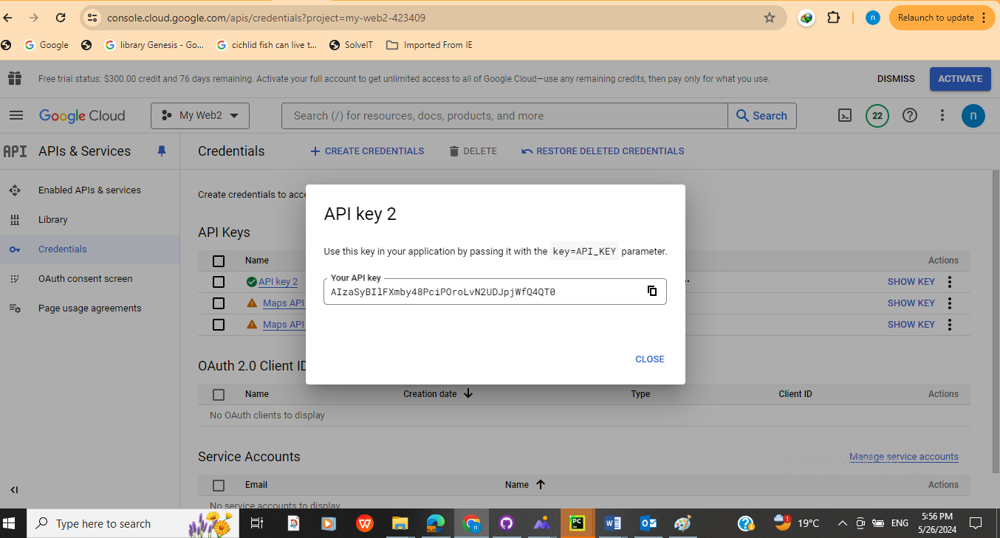 console.cloud.google.com/apis/credentials?project=my-web2-423409
n
Relaunch to update
Google
library Genesis - Go...
cichlid fish can live t...
SolveIT
Imported From IE
Free trial status: $300.00 credit and 76 days remaining. Activate your full account to get unlimited access to all of Google Cloud—use any remaining credits, then pay only for what you use.
DISMISS
ACTIVATE
Google Cloud
My Web2
Search (/) for resources, docs, products, and more
Search
22
n
API
APIs & Services
Credentials
CREATE CREDENTIALS
DELETE
RESTORE DELETED CREDENTIALS
Enabled APIs & services
Library
Credentials
OAuth consent screen
Page usage agreements
Create credentials to acce
API Keys
Name
Actions
API key 2
SHOW KEY
Maps API
SHOW KEY
Maps API
SHOW KEY
API key 2
Use this key in your application by passing it with the key=API_KEY parameter.
Your API key
AIzaSyBIlFXmby48PciPOroLvN2UDJpjWfQ4QT0
CLOSE
OAuth 2.0 Client ID
Name
Creation date
Type
Client ID
Actions
No OAuth clients to display
Service Accounts
Manage service accounts
Email
Name
Actions
No service accounts to display
Type here to search
19°C
ENG
5:56 PM
5/26/2024